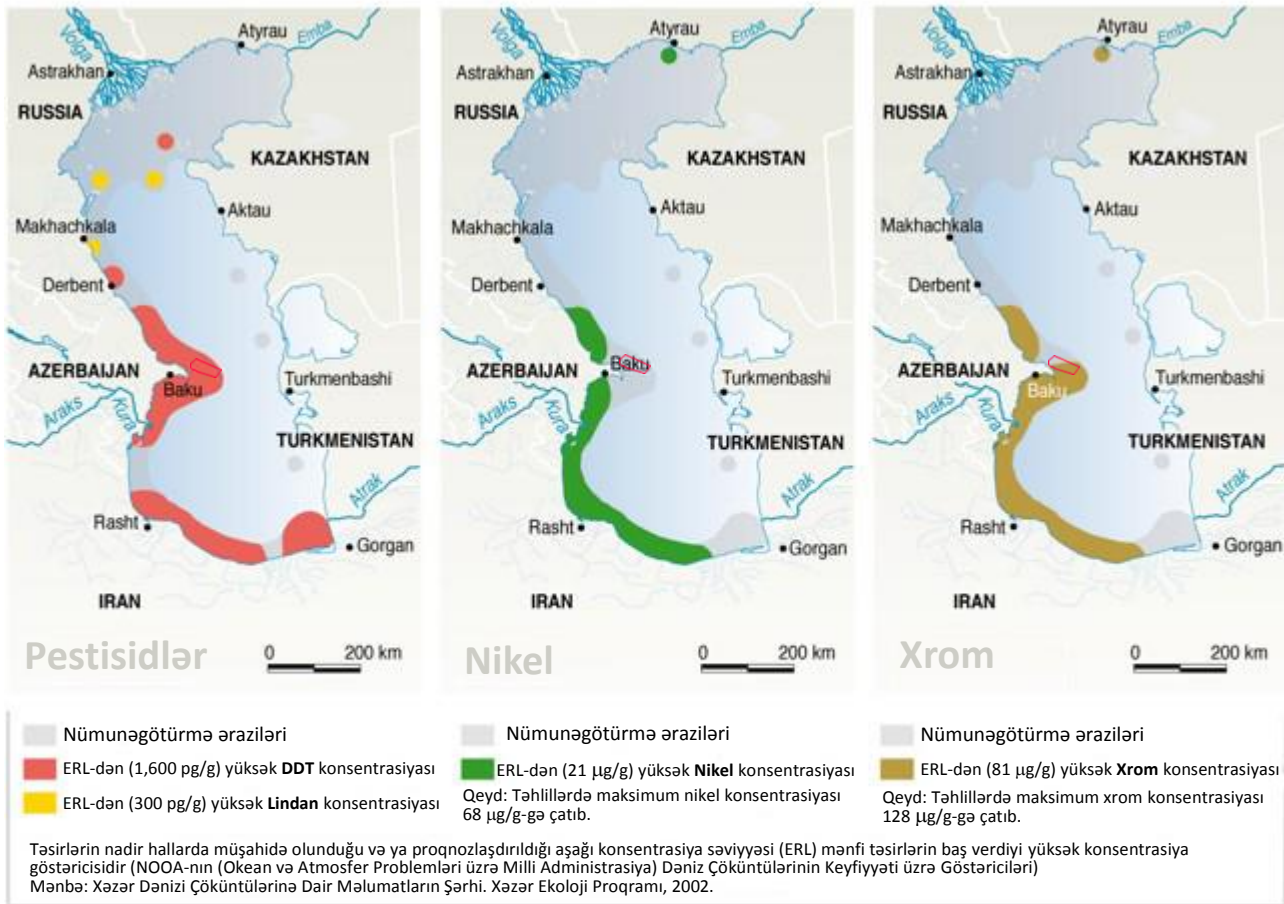 Atyrau
Volga
Emba
Astrakhan
RUSSIA
KAZAKHSTAN
Aktau
Makhachkala
Derbent
AZERBAIJAN
Baku
Turkmenbashi
Araks
Kura
TURKMENISTAN
Atrak
Rasht
Gorgan
IRAN
Pestisidlər
0 200 km
Atyrau
Volga
Emba
Astrakhan
RUSSIA
KAZAKHSTAN
Aktau
Makhachkala
Derbent
AZERBAIJAN
Baku
Turkmenbashi
Araks
Kura
TURKMENISTAN
Atrak
Rasht
Gorgan
IRAN
Nikel
0 200 km
Atyrau
Volga
Emba
Astrakhan
RUSSIA
KAZAKHSTAN
Aktau
Makhachkala
Derbent
AZERBAIJAN
Baku
Turkmenbashi
Araks
Kura
TURKMENISTAN
Atrak
Rasht
Gorgan
IRAN
Xrom
0 200 km
Nümunəgötürmə əraziləri
ERL-dən (1,600 pg/g) yüksək DDT konsentrasiyası
ERL-dən (300 pg/g) yüksək Lindan konsentrasiyası
Nümunəgötürmə əraziləri
ERL-dən (21 µg/g) yüksək Nikel konsentrasiyası
Qeyd: Təhlillərdə maksimum nikel konsentrasiyası
68 µg/g-gə çatıb.
Nümunəgötürmə əraziləri
ERL-dən (81 µg/g) yüksək Xrom konsentrasiyası
Qeyd: Təhlillərdə maksimum xrom konsentrasiyası
128 µg/g-gə çatıb.
Təsirlərin nadir hallarda müşahidə olunduğu və ya proqnozlaşdırıldığı aşağı konsentrasiya səviyyəsi (ERL) mənfi təsirlərin baş verdiyi yüksək konsentrasiya
göstəricisidir (NOOA-nın (Okean və Atmosfer Problemləri üzrə Milli Administrasiya) Dəniz Çöküntülərinin Keyfiyyəti üzrə Göstəriciləri)
Mənbə: Xəzər Dənizi Çöküntülərinə Dair Məlumatların Şərhi. Xəzər Ekoloji Proqramı, 2002.